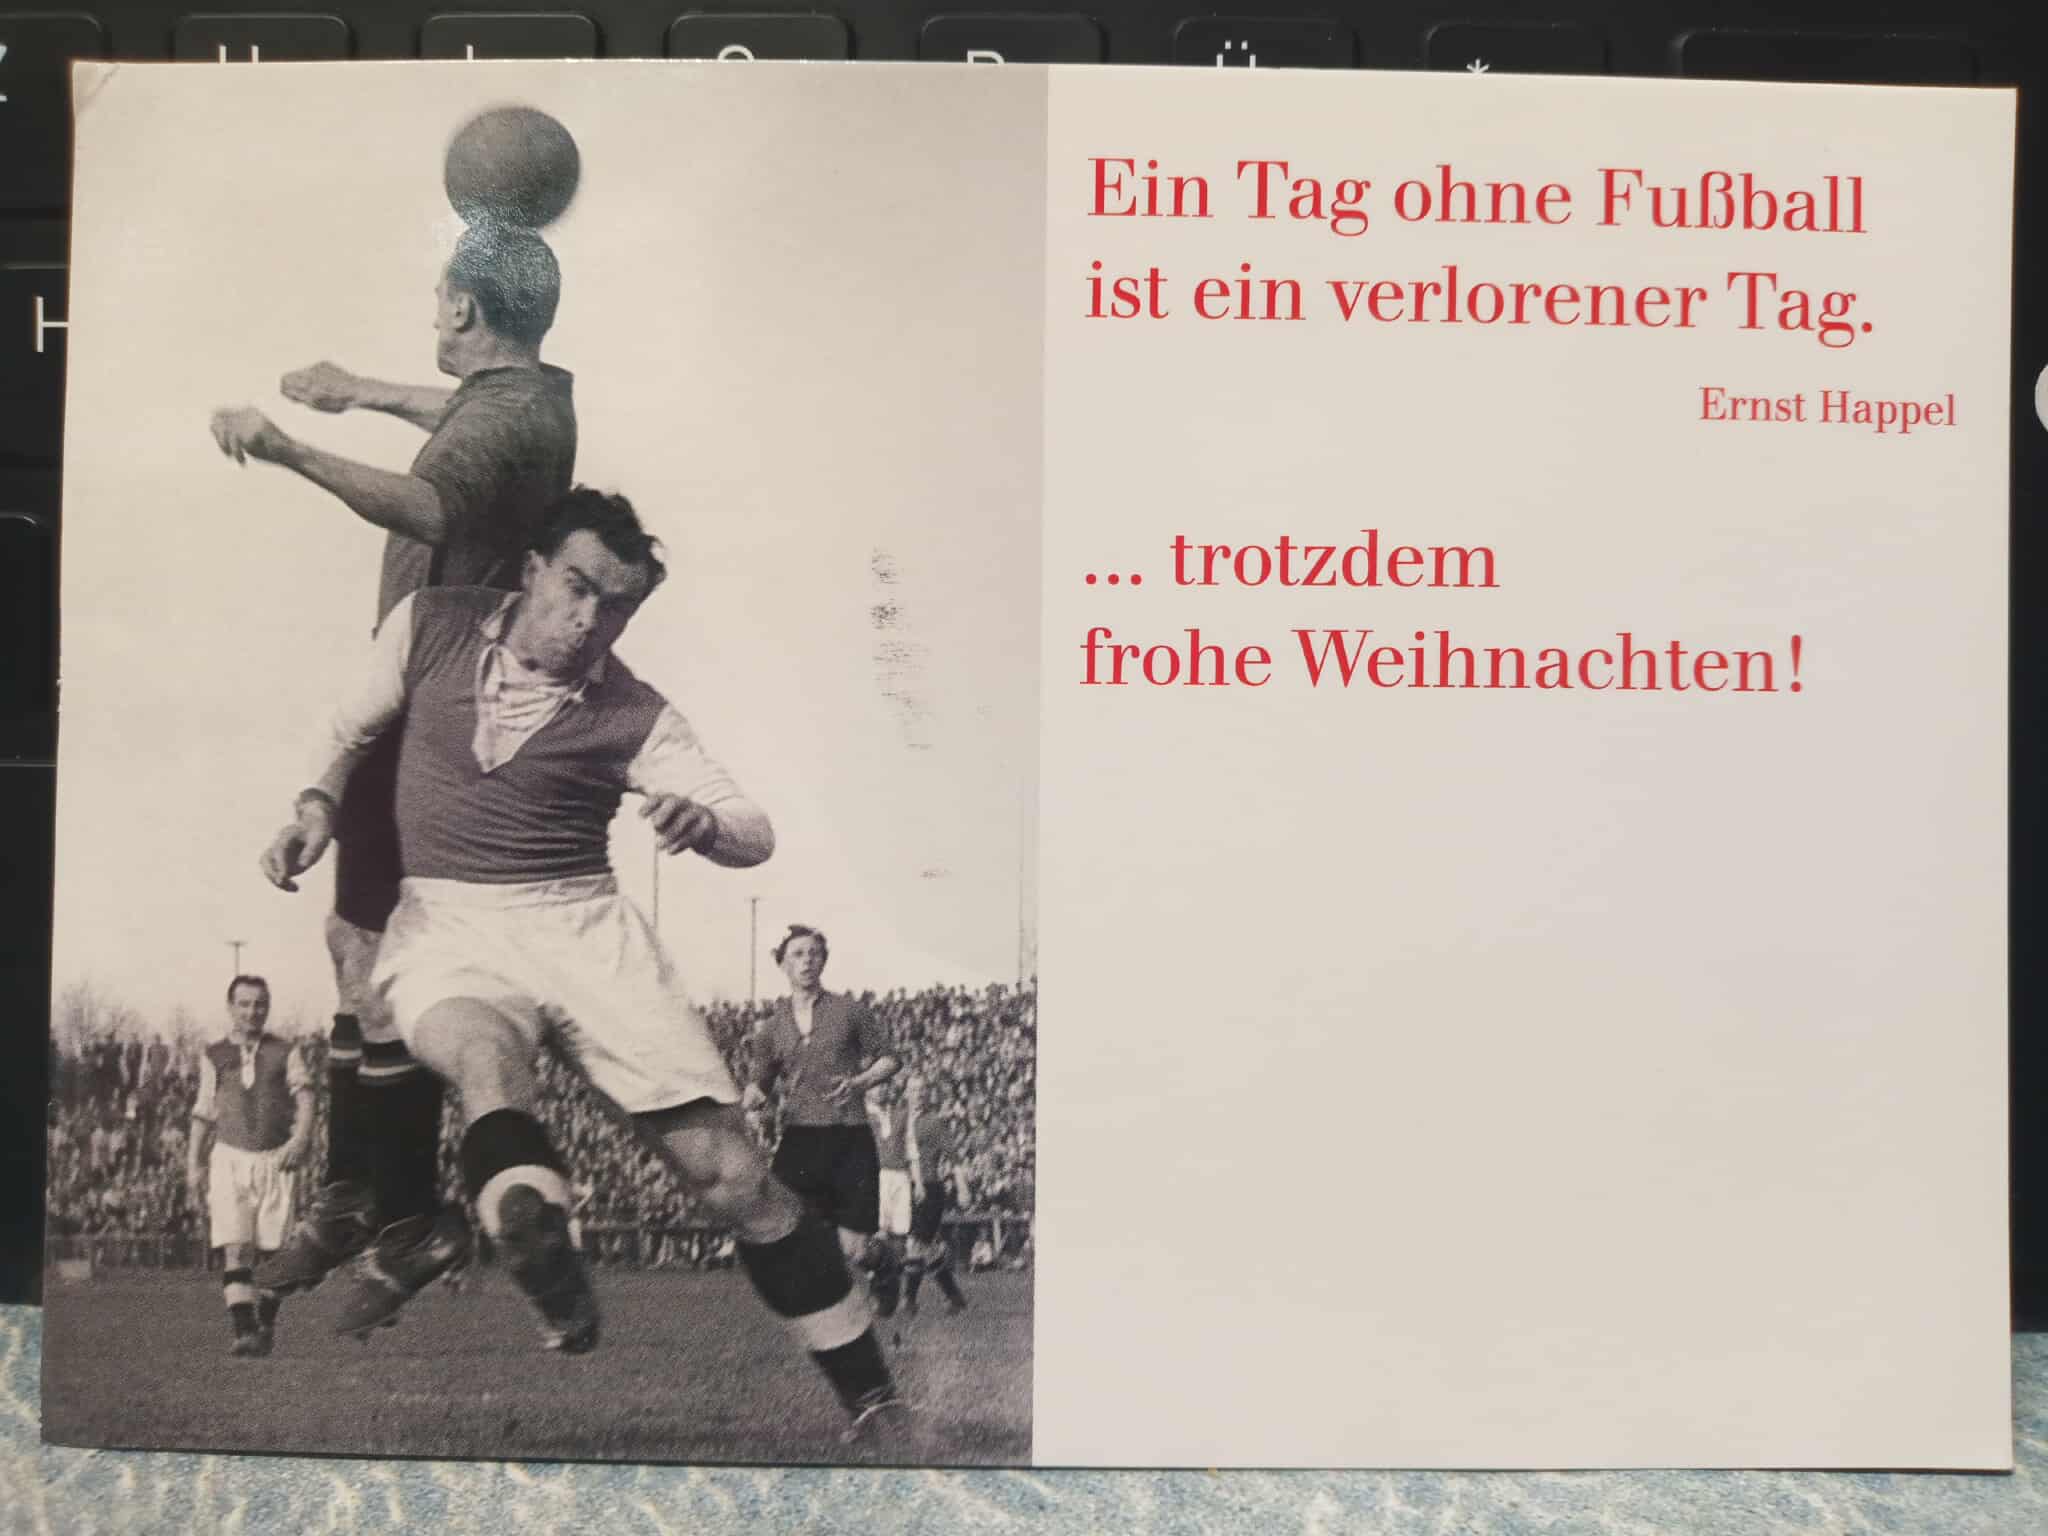 Ein Tag ohne Fußball
ist ein verlorener Tag.
Ernst Happel
... trotzdem
frohe Weihnachten!
Ü
*
H